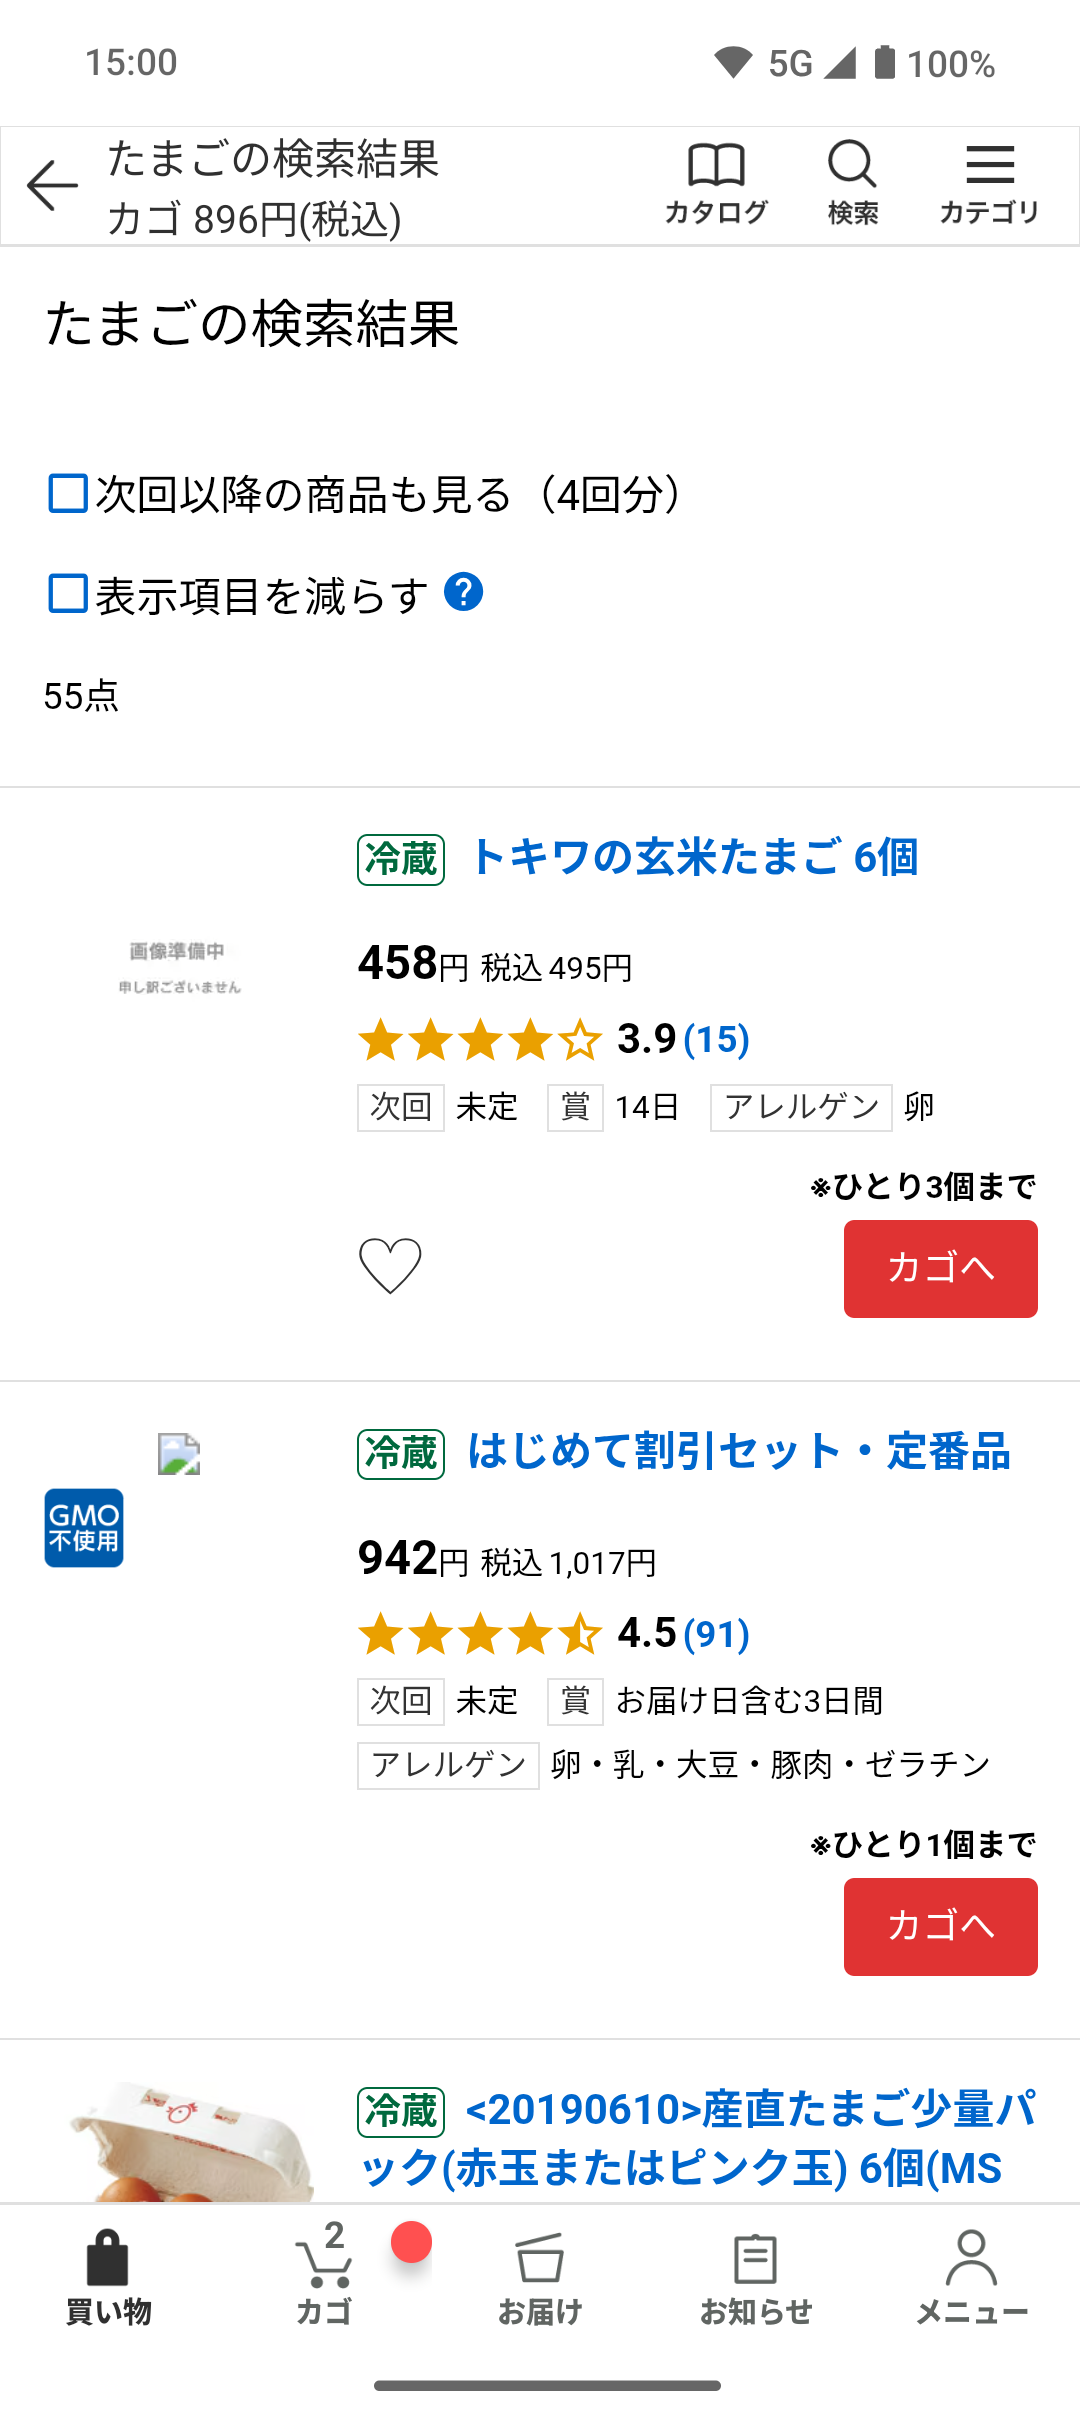 15:00
5G 100%
たまごの検索結果
カゴ 896円(税込)
カタログ
検索
カテゴリ
たまごの検索結果
次回以降の商品も見る（4回分）
表示項目を減らす ?
55点
画像準備中
申し訳ございません
冷蔵 トキワの玄米たまご 6個
458円 税込 495円
3.9 (15)
次回 未定 賞 14日 アレルゲン 卵
※ひとり3個まで
カゴへ
GMO
不使用
冷蔵 はじめて割引セット・定番品
942円 税込 1,017円
4.5 (91)
次回 未定 賞 お届け日含む3日間
アレルゲン 卵・乳・大豆・豚肉・ゼラチン
※ひとり1個まで
カゴへ
冷蔵 <20190610>産直たまご少量パ
ック(赤玉またはピンク玉) 6個(MS
買い物
2
カゴ
お届け
お知らせ
メニュー